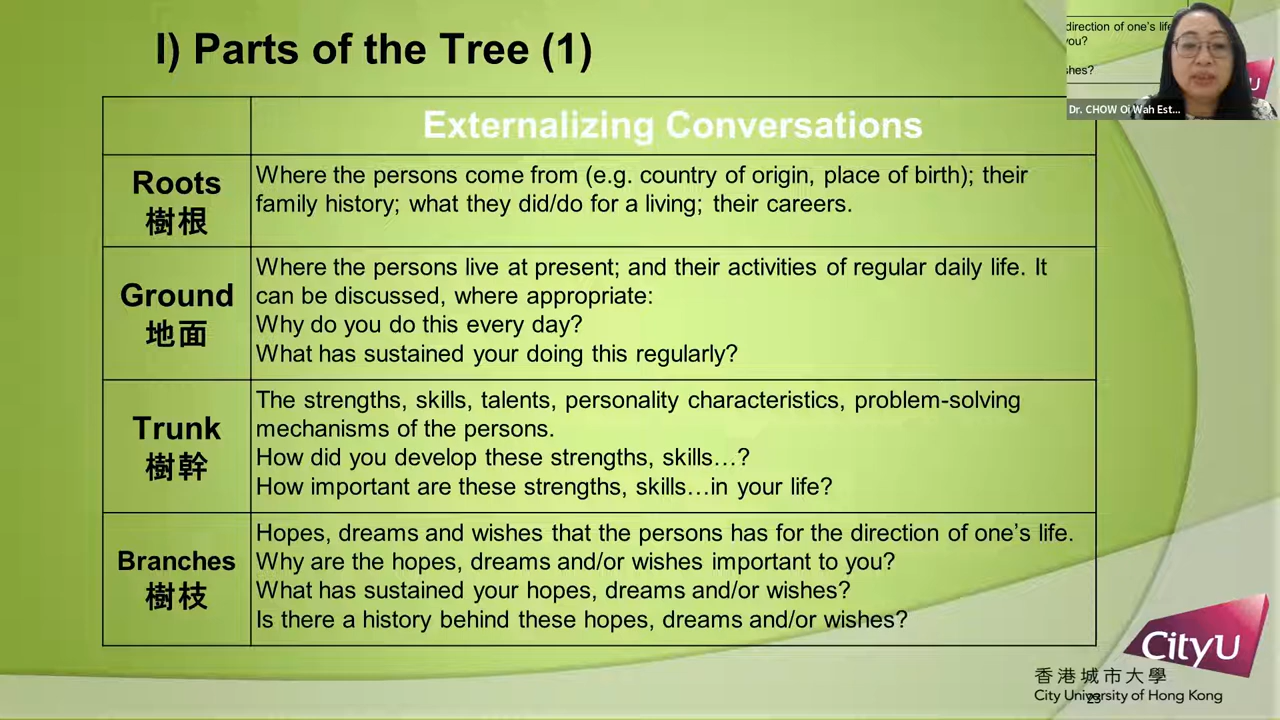 I) Parts of the Tree (1)
direction of one's life
you?
shes?
U
Dr. CHOW Oi Wah Est...
Externalizing Conversations
Roots
樹根
Where the persons come from (e.g. country of origin, place of birth); their
family history; what they did/do for a living; their careers.
Ground
地面
Where the persons live at present; and their activities of regular daily life. It
can be discussed, where appropriate:
Why do you do this every day?
What has sustained your doing this regularly?
Trunk
樹幹
The strengths, skills, talents, personality characteristics, problem-solving
mechanisms of the persons.
How did you develop these strengths, skills…?
How important are these strengths, skills…in your life?
Branches
樹枝
Hopes, dreams and wishes that the persons has for the direction of one's life.
Why are the hopes, dreams and/or wishes important to you?
What has sustained your hopes, dreams and/or wishes?
Is there a history behind these hopes, dreams and/or wishes?
CityU
香港城市大學
City University of Hong Kong
23